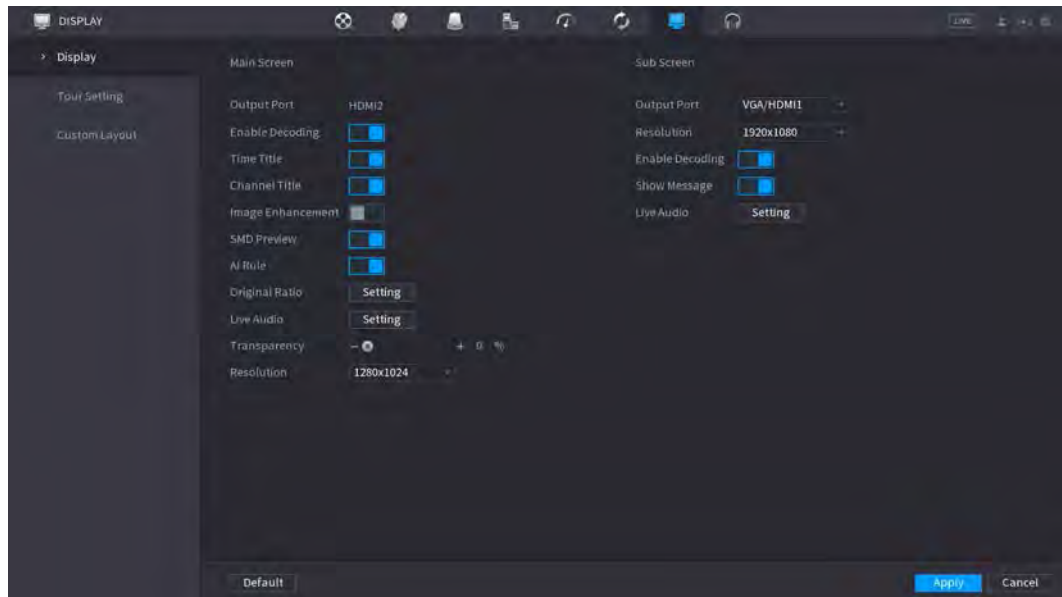 DISPLAY
LIVE
Display
Tour Setting
Custom Layout
Main Screen
Output Port HDMI2
Enable Decoding
Time Title
Channel Title
Image Enhancement
SMD Preview
AI Rule
Original Ratio Setting
Live Audio Setting
Transparency - + 0 %
Resolution 1280x1024
Sub Screen
Output Port VGA/HDMI1
Resolution 1920x1080
Enable Decoding
Show Message
Live Audio Setting
Default
Apply
Cancel